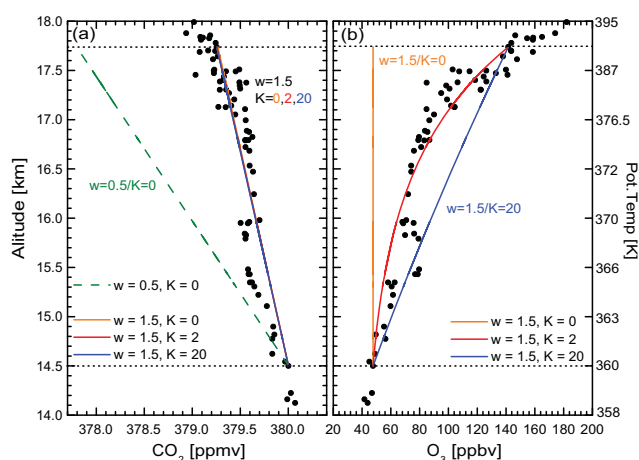 18.0
17.5
17.0
16.5
16.0
15.5
15.0
14.5
14.0
Alitude [km]
(a)
w=1.5
K=0,2,20
w=0.5/K=0
w = 0.5, K = 0
w = 1.5, K = 0
w = 1.5, K = 2
w = 1.5, K = 20
378.0
378.5
379.0
379.5
380.0
CO2 [ppmv]
(b)
w=1.5/K=0
w=1.5/K=20
w = 1.5, K = 0
w = 1.5, K = 2
w = 1.5, K = 20
20 40 60 80 100 120 140 160 180 200
O3 [ppbv]
395
387
376.5
372
370
366
363
360
358
Pot. Temp [K]